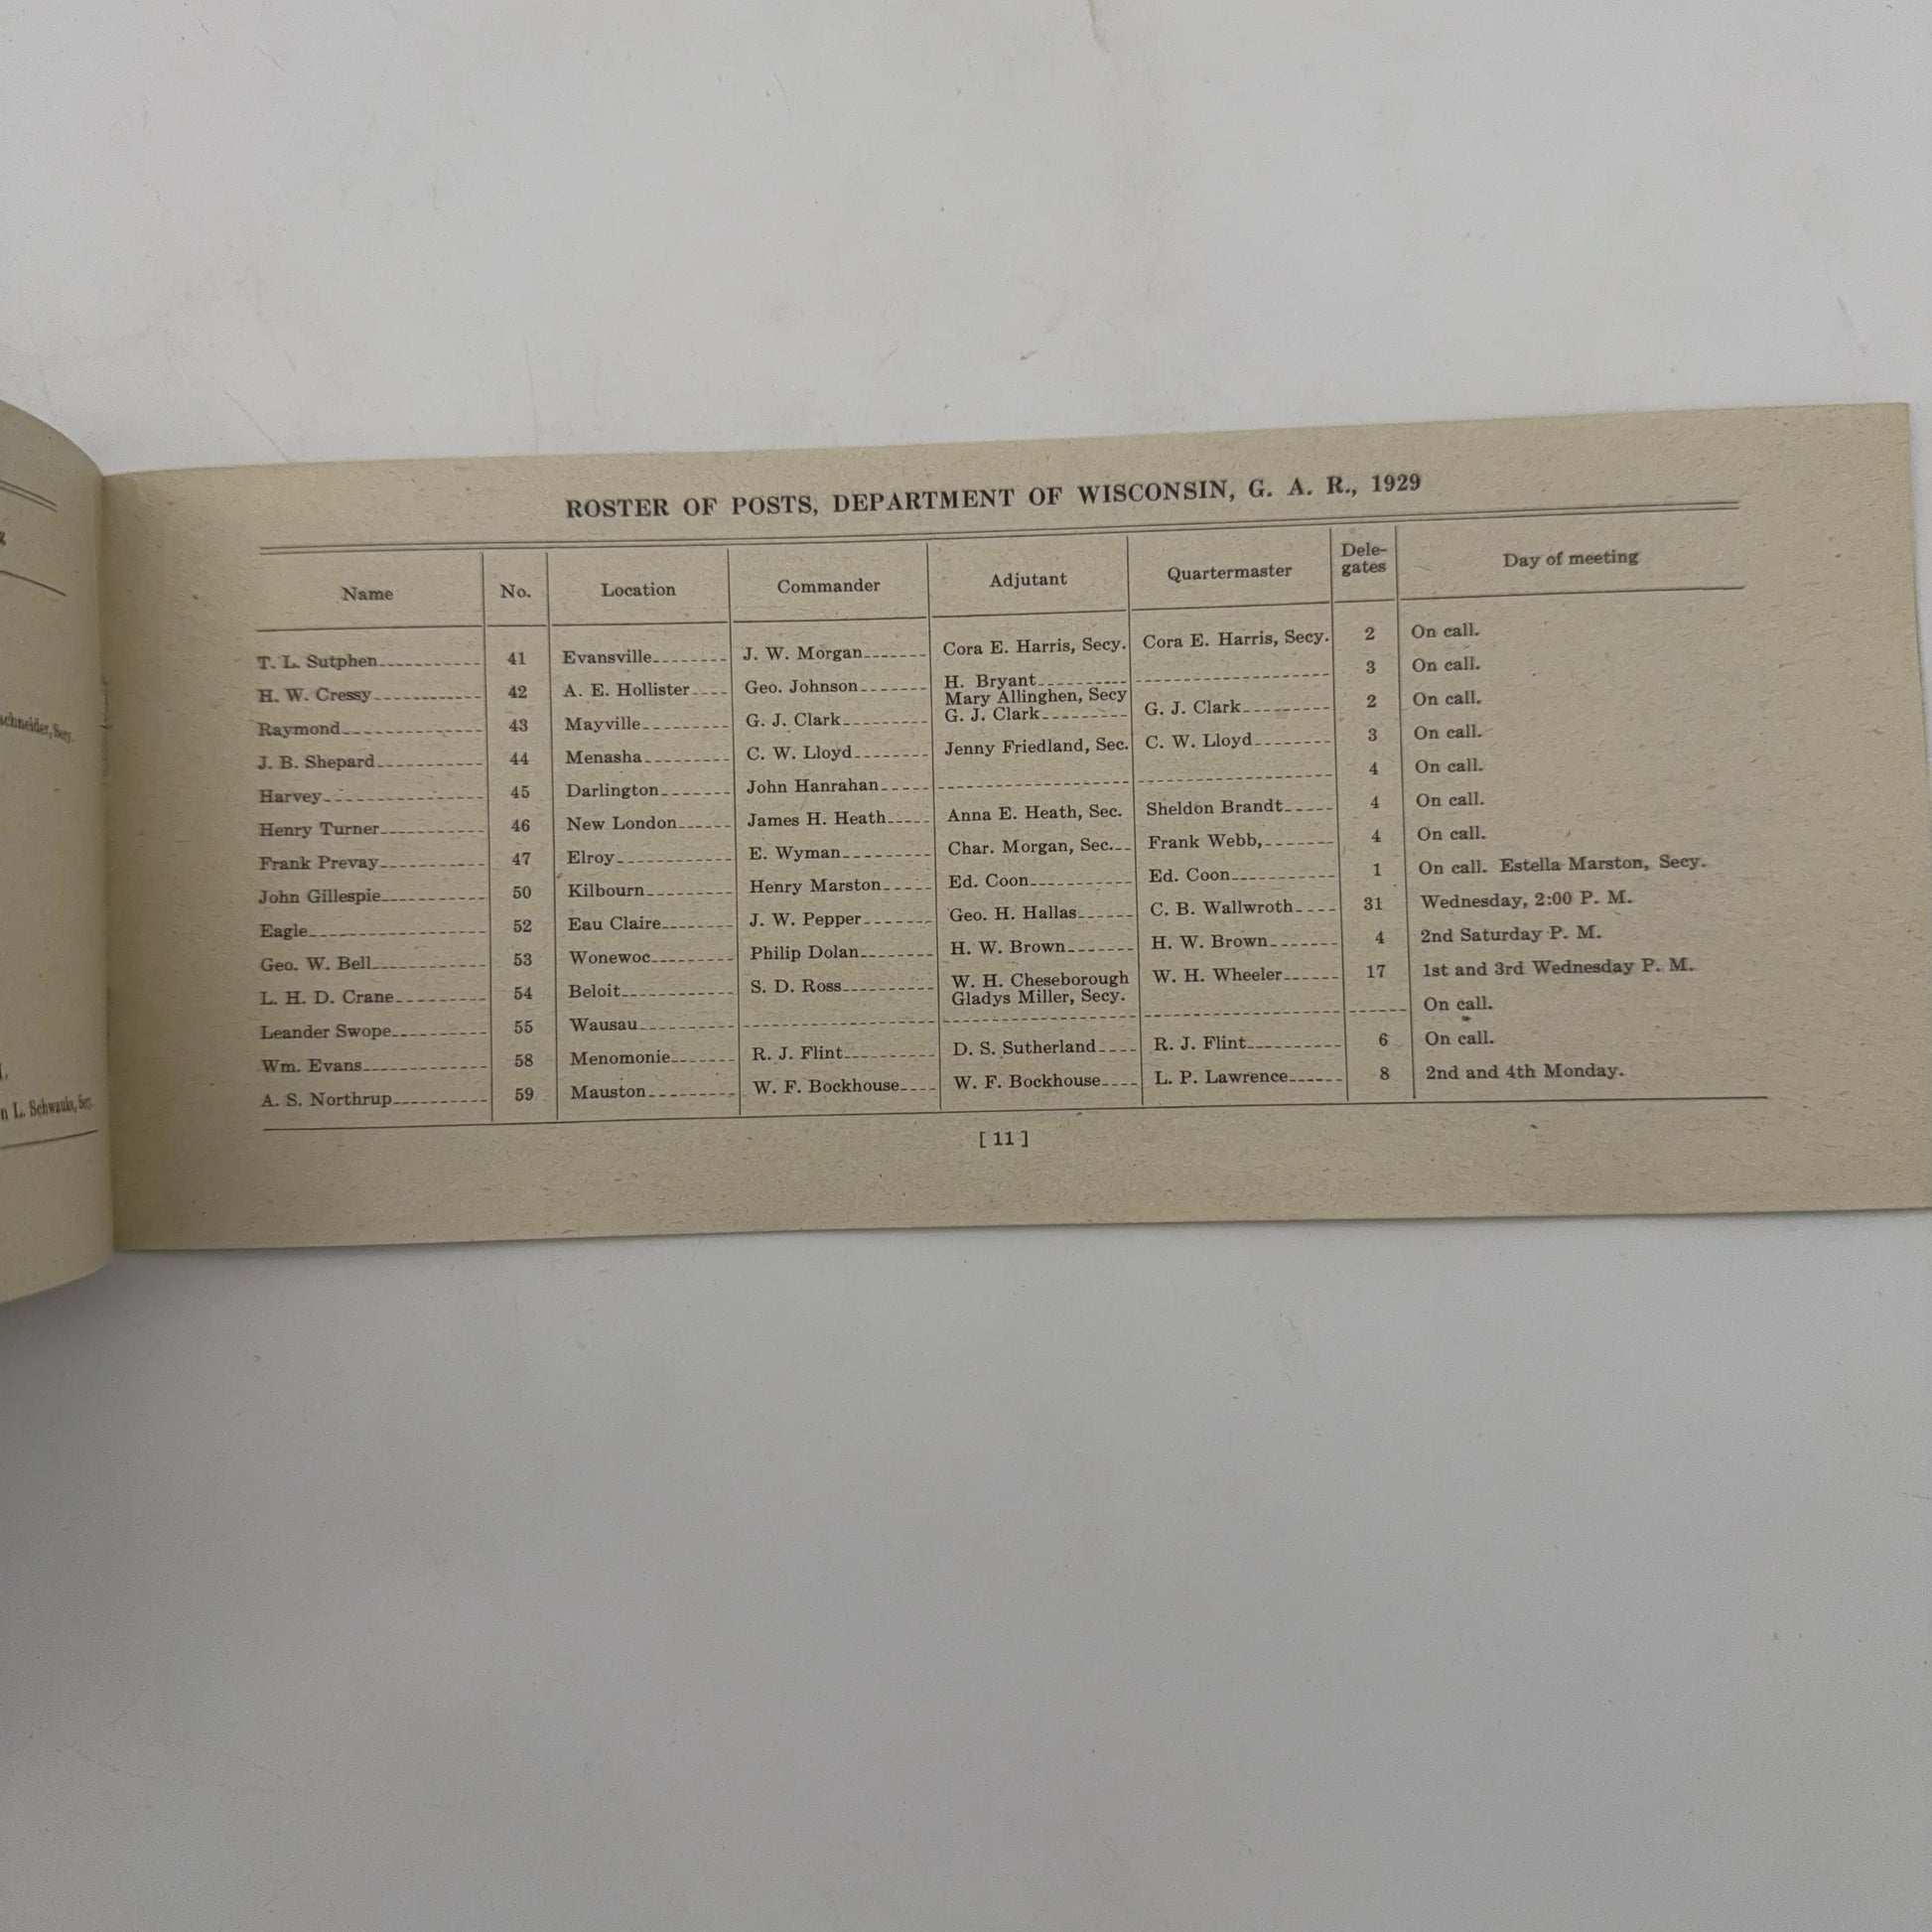 schneider, Secy.
n L. Schwanke, Secy.
ROSTER OF POSTS, DEPARTMENT OF WISCONSIN, G. A. R., 1929
Name No. Location Commander Adjutant Quartermaster Dele-gates Day of meeting
T. L. Sutphen 41 Evansville J. W. Morgan Cora E. Harris, Secy. Cora E. Harris, Secy. 2 On call.
H. W. Cressy 42 A. E. Hollister Geo. Johnson H. Bryant 3 On call.
Mary Allinghen, Secy
Raymond 43 Mayville G. J. Clark G. J. Clark G. J. Clark 2 On call.
J. B. Shepard 44 Menasha C. W. Lloyd Jenny Friedland, Sec. C. W. Lloyd 3 On call.
Harvey 45 Darlington John Hanrahan 4 On call.
Henry Turner 46 New London James H. Heath Anna E. Heath, Sec. Sheldon Brandt 4 On call.
Frank Prevay 47 Elroy E. Wyman Char. Morgan, Sec. Frank Webb, 4 On call.
John Gillespie 50 Kilbourn Henry Marston Ed. Coon Ed. Coon 1 On call. Estella Marston, Secy.
Eagle 52 Eau Claire J. W. Pepper Geo. H. Hallas C. B. Wallwroth 31 Wednesday, 2:00 P. M.
Geo. W. Bell 53 Wonewoc Philip Dolan H. W. Brown H. W. Brown 4 2nd Saturday P. M.
L. H. D. Crane 54 Beloit S. D. Ross W. H. Cheseborough W. H. Wheeler 17 1st and 3rd Wednesday P. M.
Gladys Miller, Secy.
Leander Swope 55 Wausau On call.
Wm. Evans 58 Menomonie R. J. Flint D. S. Sutherland R. J. Flint 6 On call.
A. S. Northrup 59 Mauston W. F. Bockhouse W. F. Bockhouse L. P. Lawrence 8 2nd and 4th Monday.
[ 11 ]